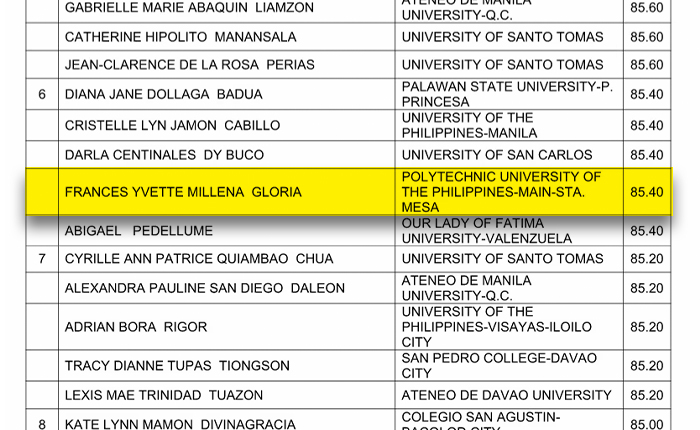 GABRIELLE MARIE ABAQUIN LIAMZON ATENEO DE MANILA UNIVERSITY-Q.C. 85.60
CATHERINE HIPOLITO MANANSALA UNIVERSITY OF SANTO TOMAS 85.60
JEAN-CLARENCE DE LA ROSA PERIAS UNIVERSITY OF SANTO TOMAS 85.60
6 DIANA JANE DOLLAGA BADUA PALAWAN STATE UNIVERSITY-P. PRINCESA 85.40
CRISTELLE LYN JAMON CABILLO UNIVERSITY OF THE PHILIPPINES-MANILA 85.40
DARLA CENTINALES DY BUCO UNIVERSITY OF SAN CARLOS 85.40
FRANCES YVETTE MILLENA GLORIA POLYTECHNIC UNIVERSITY OF THE PHILIPPINES-MAIN-STA. MESA 85.40
ABIGAEL PEDELLUME OUR LADY OF FATIMA UNIVERSITY-VALENZUELA 85.40
7 CYRILLE ANN PATRICE QUIAMBAO CHUA UNIVERSITY OF SANTO TOMAS 85.20
ALEXANDRA PAULINE SAN DIEGO DALEON ATENEO DE MANILA UNIVERSITY-Q.C. 85.20
ADRIAN BORA RIGOR UNIVERSITY OF THE PHILIPPINES-VISAYAS-ILOILO CITY 85.20
TRACY DIANNE TUPAS TIONGSON SAN PEDRO COLLEGE-DAVAO CITY 85.20
LEXIS MAE TRINIDAD TUAZON ATENEO DE DAVAO UNIVERSITY 85.20
8 KATE LYNN MAMON DIVINAGRACIA COLEGIO SAN AGUSTIN-BACOLOD CITY 85.00